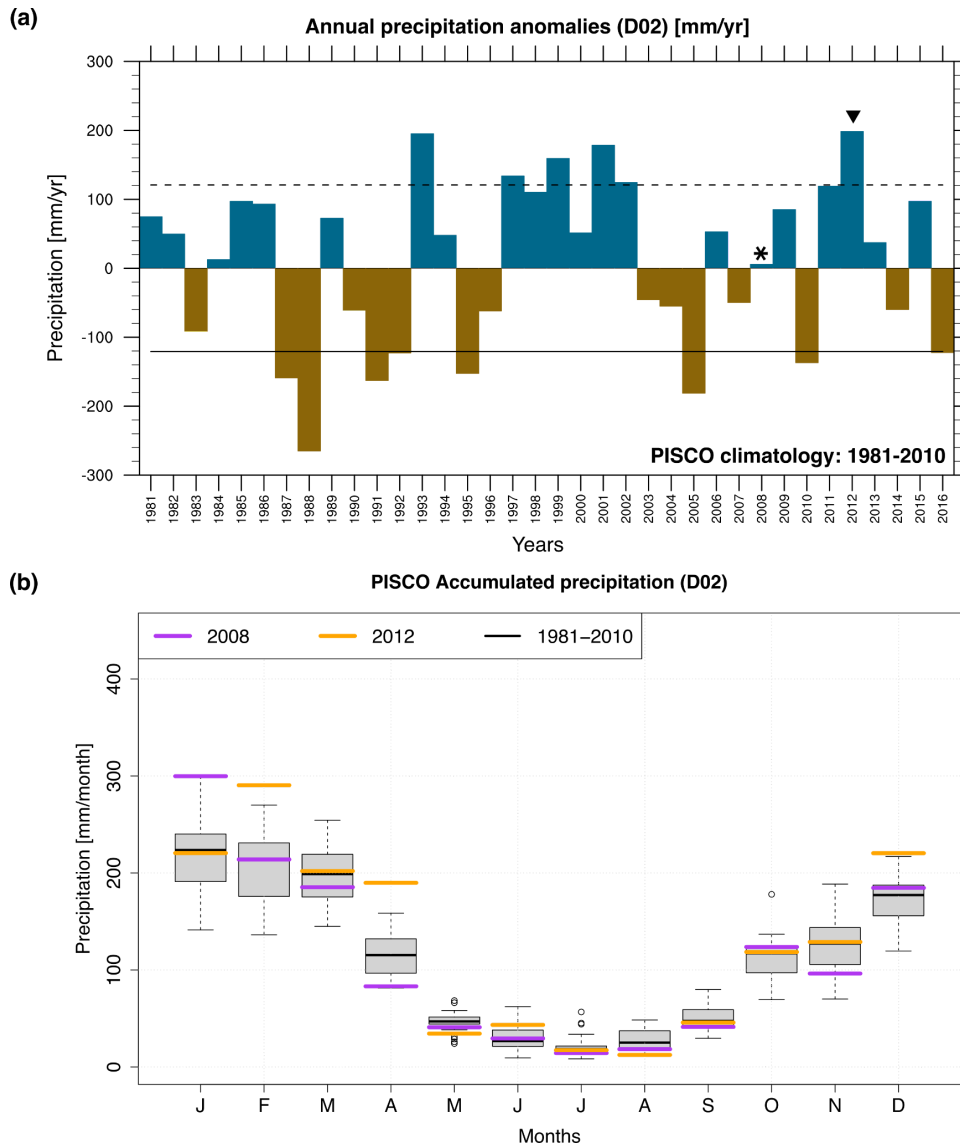 (a)
Annual precipitation anomalies (D02) [mm/yr]
Precipitation [mm/yr]
300
200
100
0
-100
-200
-300
PISCO climatology: 1981-2010
1981 1982 1983 1984 1985 1986 1987 1988 1989 1990 1991 1992 1993 1994 1995 1996 1997 1998 1999 2000 2001 2002 2003 2004 2005 2006 2007 2008 2009 2010 2011 2012 2013 2014 2015 2016
Years
(b)
PISCO Accumulated precipitation (D02)
2008 2012 1981−2010
Precipitation [mm/month]
400
300
200
100
0
J F M A M J J A S O N D
Months